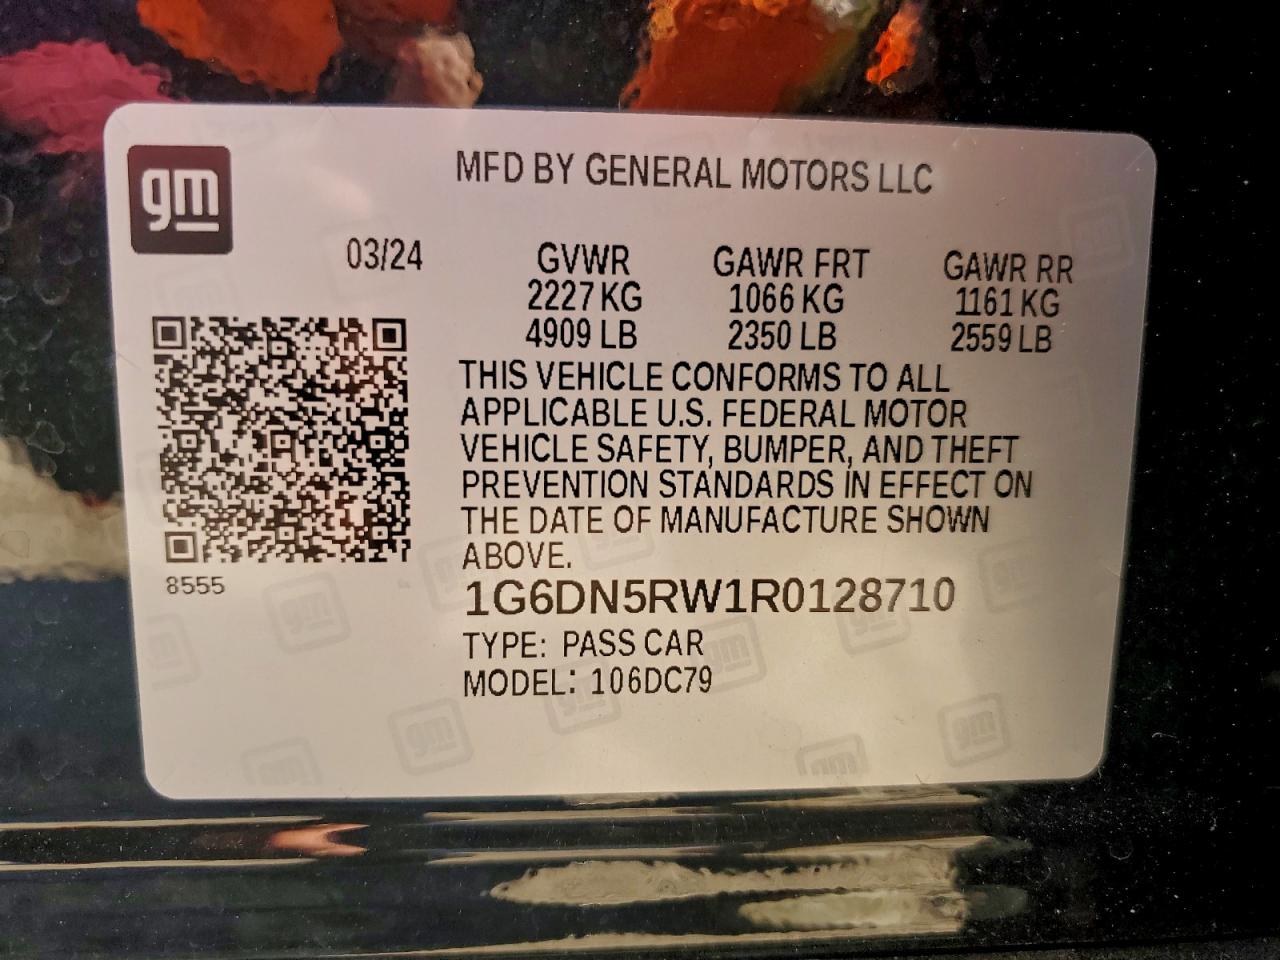 gm
MFD BY GENERAL MOTORS LLC
03/24
GVWR GAWR FRT GAWR RR
2227 KG 1066 KG 1161 KG
4909 LB 2350 LB 2559 LB
THIS VEHICLE CONFORMS TO ALL
APPLICABLE U.S. FEDERAL MOTOR
VEHICLE SAFETY, BUMPER, AND THEFT
PREVENTION STANDARDS IN EFFECT ON
THE DATE OF MANUFACTURE SHOWN
ABOVE.
8555
1G6DN5RW1R0128710
TYPE: PASS CAR
MODEL: 106DC79